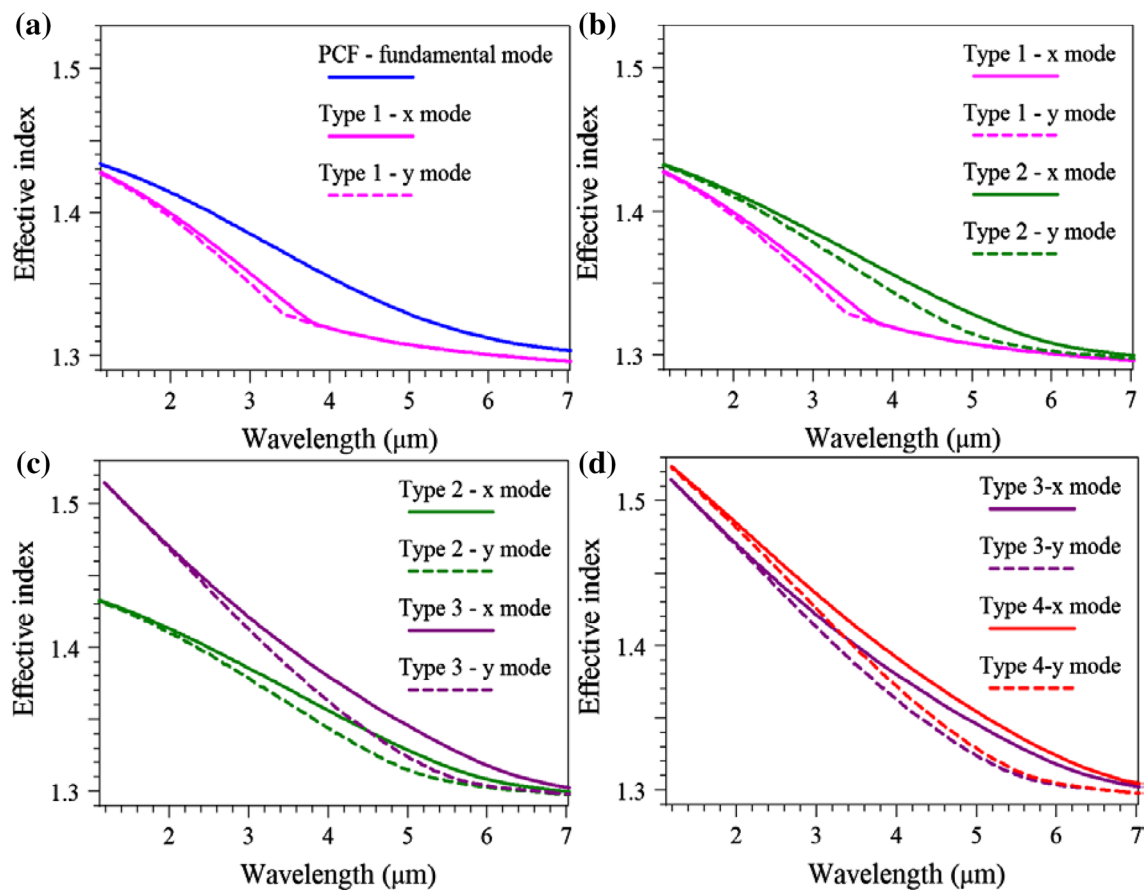 (a)
PCF - fundamental mode
Type 1 - x mode
Type 1 - y mode
Effective index
1.5
1.4
1.3
2 3 4 5 6 7
Wavelength (μm)
(b)
Type 1 - x mode
Type 1 - y mode
Type 2 - x mode
Type 2 - y mode
Effective index
1.5
1.4
1.3
2 3 4 5 6 7
Wavelength (μm)
(c)
Type 2 - x mode
Type 2 - y mode
Type 3 - x mode
Type 3 - y mode
Effective index
1.5
1.4
1.3
2 3 4 5 6 7
Wavelength (μm)
(d)
Type 3-x mode
Type 3-y mode
Type 4-x mode
Type 4-y mode
Effective index
1.5
1.4
1.3
2 3 4 5 6 7
Wavelength (μm)